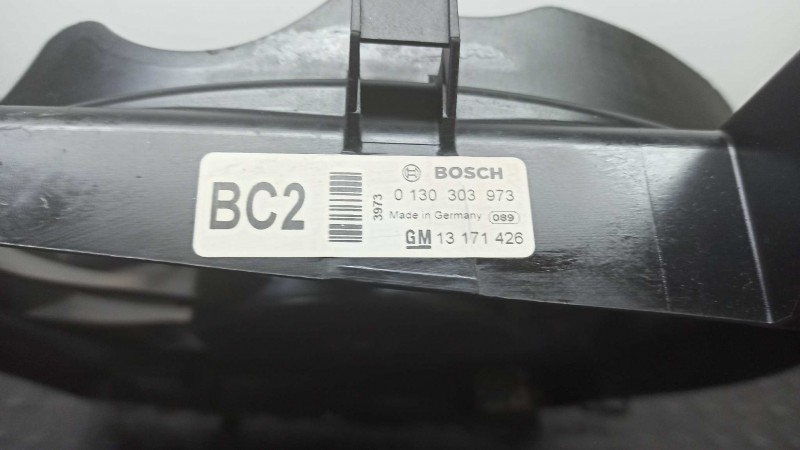 BC2
3973
BOSCH
0 130 303 973
Made in Germany 089
GM 13 171 426